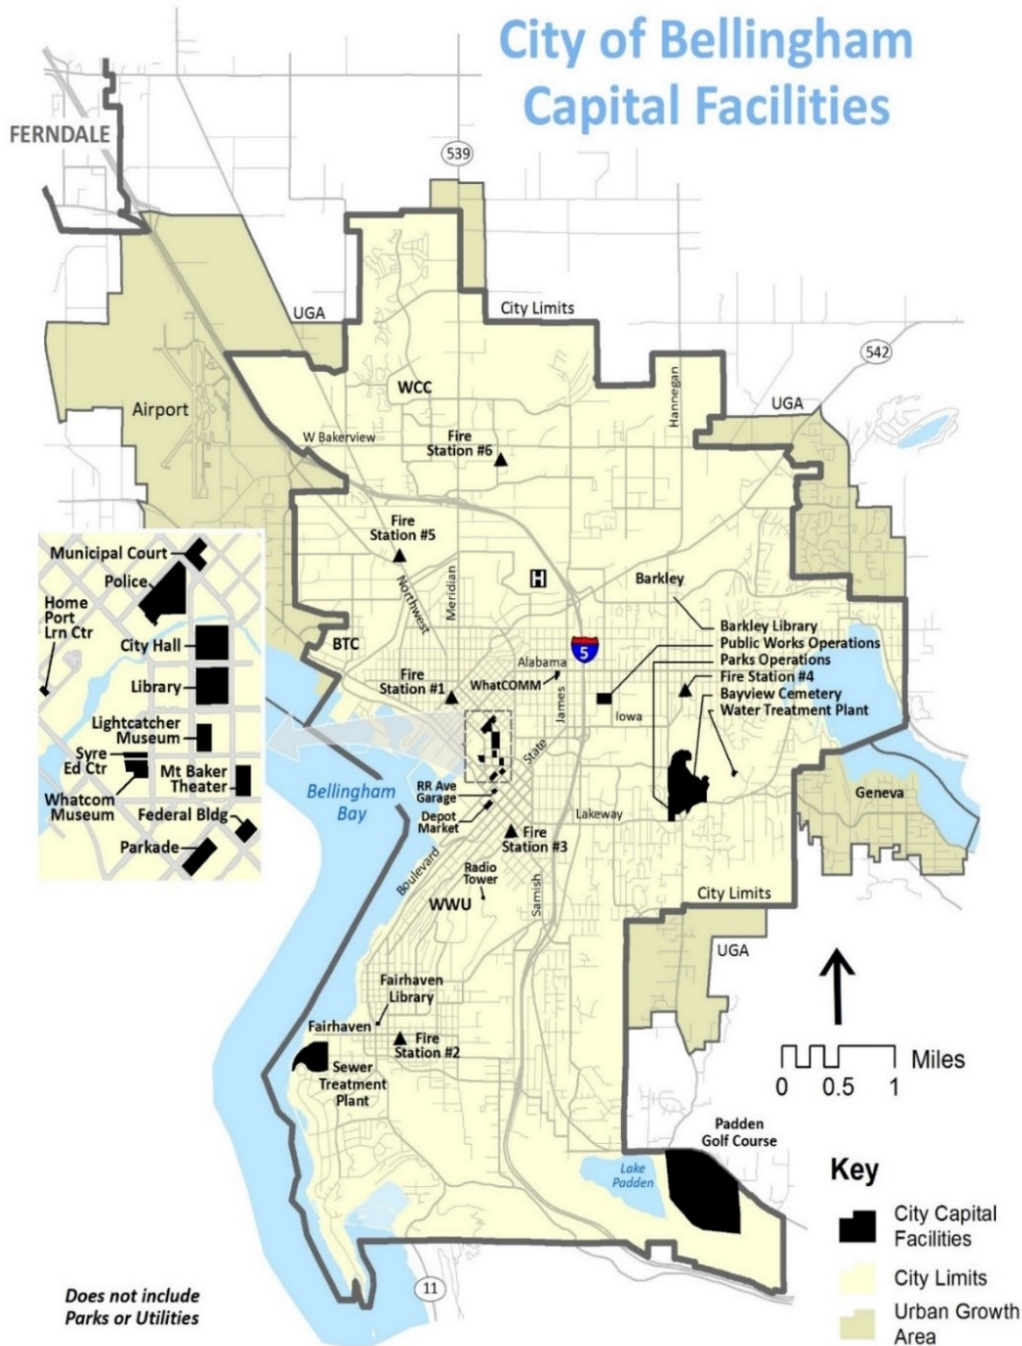 City of Bellingham
Capital Facilities
FERNDALE
539
UGA
City Limits
542
WCC
Hannegan
UGA
Airport
W Bakerview
Fire
Station #6
Fire
Station #5
Municipal Court
Police
Home
Port
Lrn Ctr
City Hall
Library
Lightcatcher
Museum
Syre
Ed Ctr
Mt Baker
Theater
Whatcom
Museum
Federal Bldg
Parkade
Northwest
Meridian
H
Barkley
BTC
5
Barkley Library
Public Works Operations
Parks Operations
Fire Station #4
Bayview Cemetery
Water Treatment Plant
Alabama
WhatCOMM
Fire
Station #1
James
Iowa
State
Bellingham
Bay
RR Ave
Garage
Depot
Market
Lakeway
Geneva
Fire
Station #3
Boulevard
Radio
Tower
WWU
Samish
City Limits
UGA
Fairhaven
Library
Fairhaven
Fire
Station #2
Sewer
Treatment
Plant
0 0.5 1 Miles
Padden
Golf Course
Lake
Padden
Key
City Capital
Facilities
City Limits
Urban Growth
Area
11
Does not include
Parks or Utilities